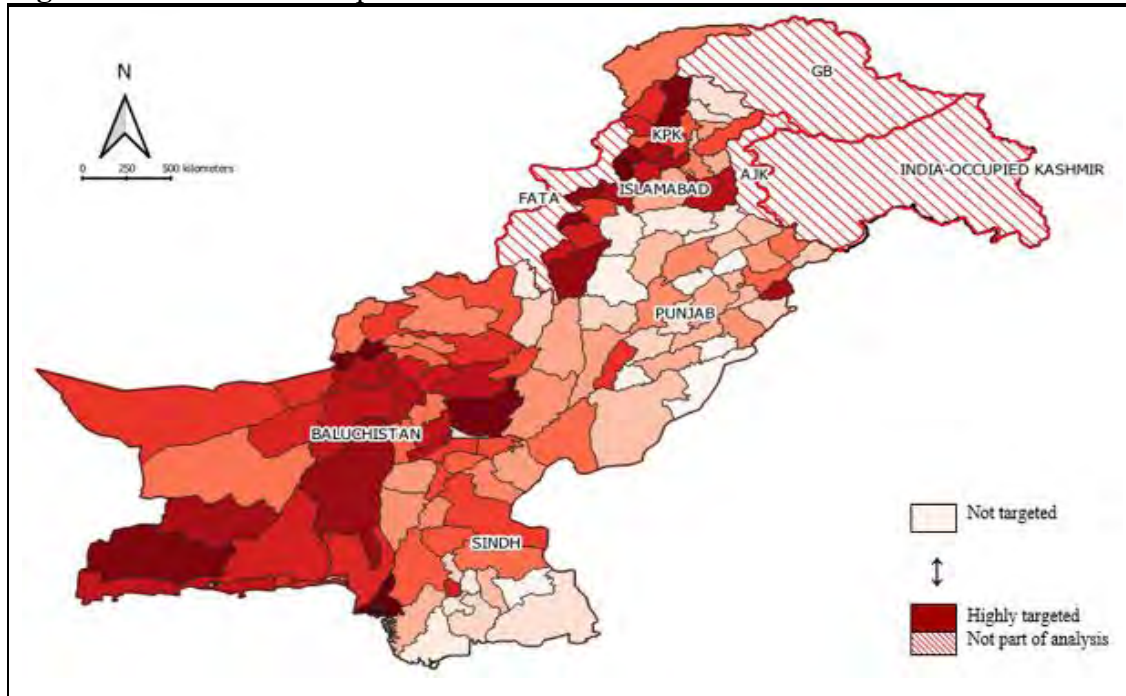 N
0 250 500 kilometers
GB
KPK
INDIA-OCCUPIED KASHMIR
AJK
ISLAMABAD
FATA
PUNJAB
BALUCHISTAN
SINDH
Not targeted
↕
Highly targeted
Not part of analysis